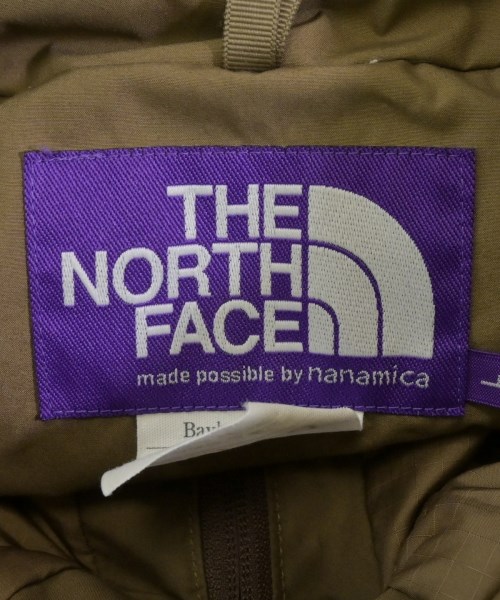 THE
NORTH
FACE
made possible by nanamica
L